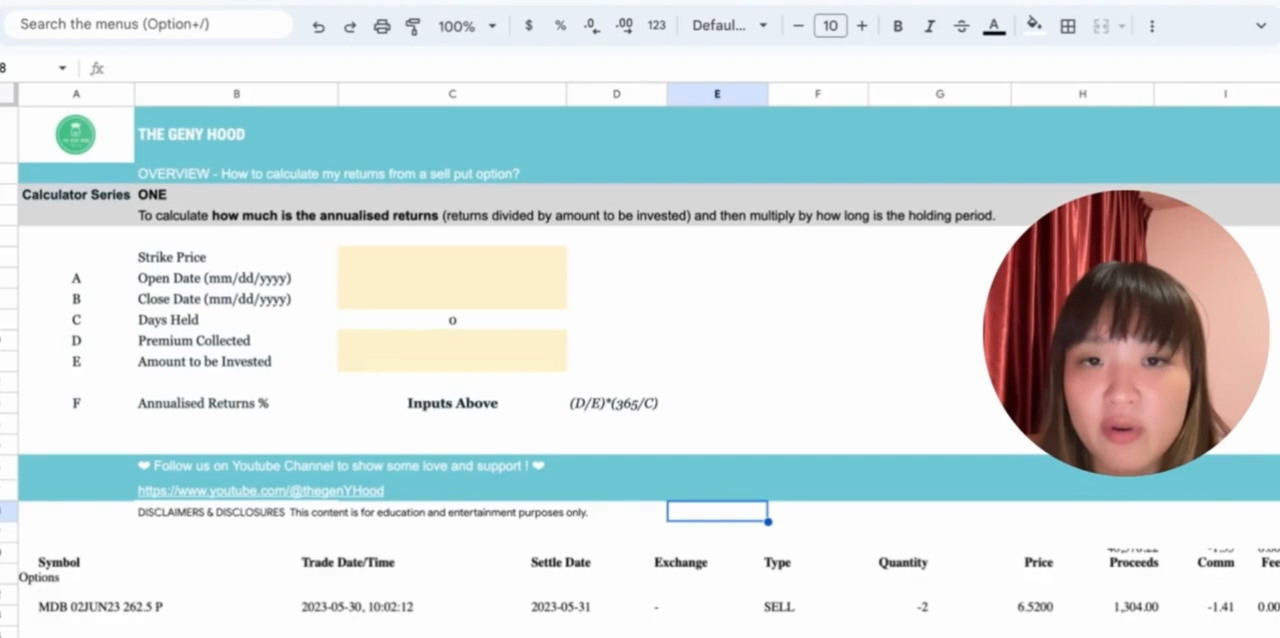 Search the menus (Option+/) 100% $ % .0 .00 123 Defaul... − 10 + B I S A
8 fx
A B C D E F G H I
THE GENY HOOD
OVERVIEW - How to calculate my returns from a sell put option?
Calculator Series ONE
To calculate how much is the annualised returns (returns divided by amount to be invested) and then multiply by how long is the holding period.
Strike Price
A Open Date (mm/dd/yyyy)
B Close Date (mm/dd/yyyy)
C Days Held 0
D Premium Collected
E Amount to be Invested
F Annualised Returns % Inputs Above (D/E)*(365/C)
❤ Follow us on Youtube Channel to show some love and support ! ❤
https://www.youtube.com/@thegenYHood
DISCLAIMERS & DISCLOSURES This content is for education and entertainment purposes only.
Symbol Trade Date/Time Settle Date Exchange Type Quantity Price Proceeds Comm Fee
Options
MDB 02JUN23 262.5 P 2023-05-30, 10:02:12 2023-05-31 - SELL -2 6.5200 1,304.00 -1.41 0.00